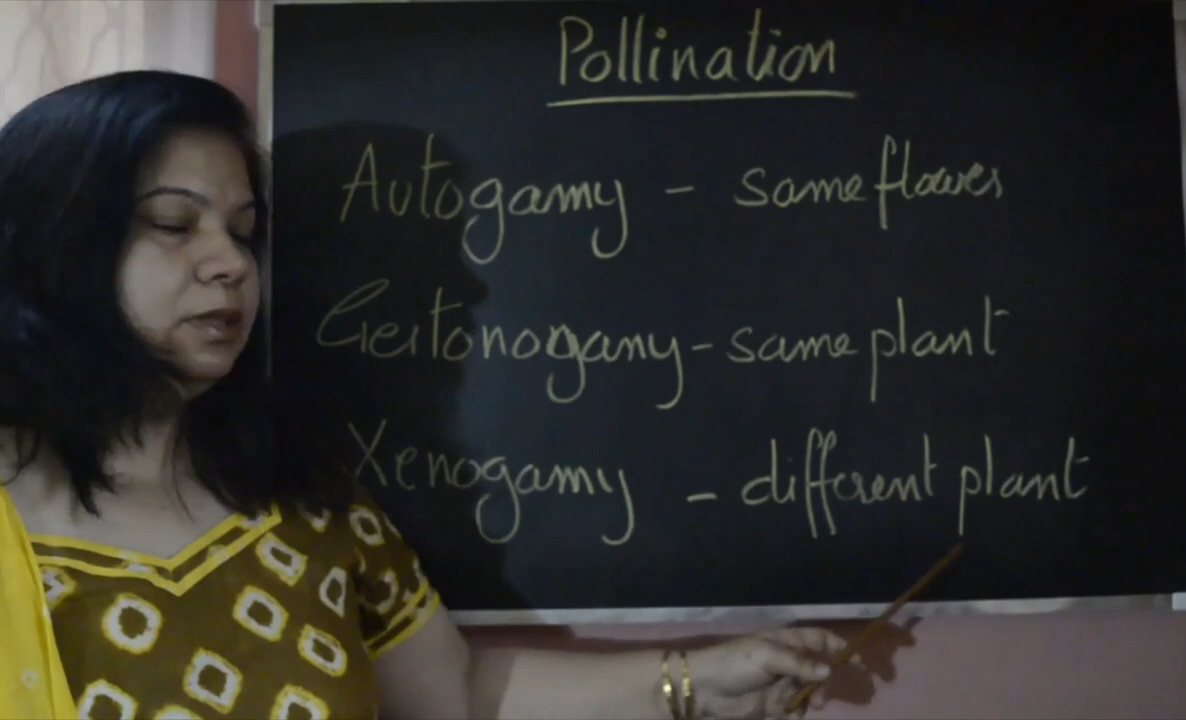 Pollination
Autogamy - same flower
Geitonogamy - same plant
Xenogamy - different plant